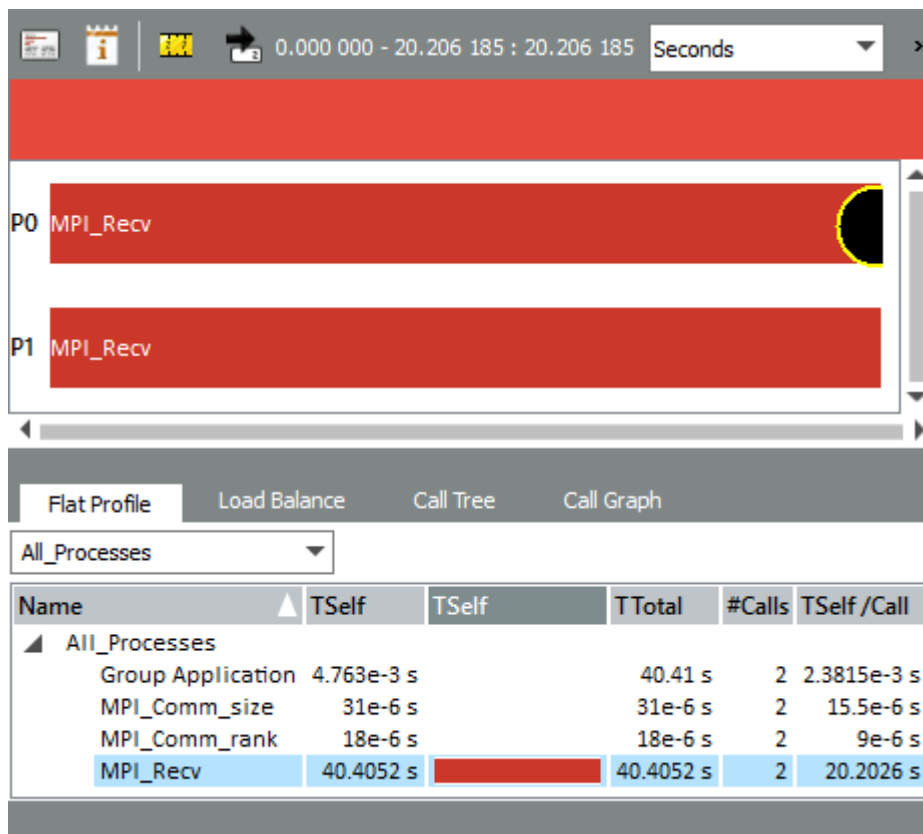 0.000 000 - 20.206 185 : 20.206 185 Seconds
P0 MPI_Recv
P1 MPI_Recv
Flat Profile Load Balance Call Tree Call Graph
All_Processes
Name TSelf TSelf TTotal #Calls TSelf /Call
All_Processes
Group Application 4.763e-3 s 40.41 s 2 2.3815e-3 s
MPI_Comm_size 31e-6 s 31e-6 s 2 15.5e-6 s
MPI_Comm_rank 18e-6 s 18e-6 s 2 9e-6 s
MPI_Recv 40.4052 s 40.4052 s 2 20.2026 s